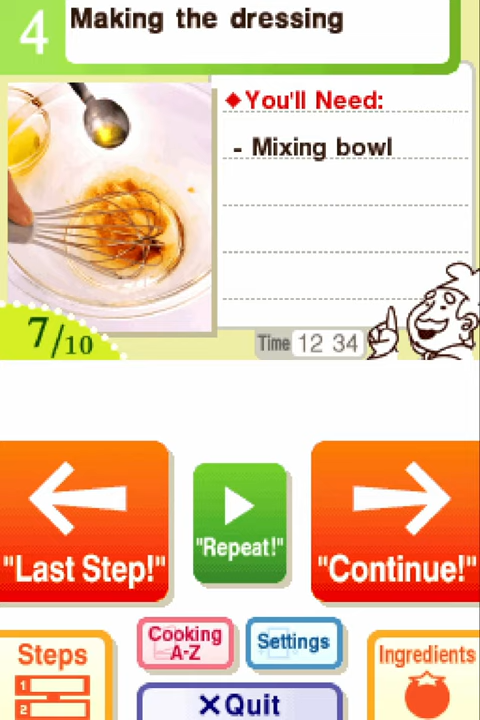 4
Making the dressing
◆You'll Need:
- Mixing bowl
7/10
Time 12 34
"Last Step!"
"Repeat!"
"Continue!"
Steps
1
2
Cooking
A-Z
Settings
Ingredients
×Quit